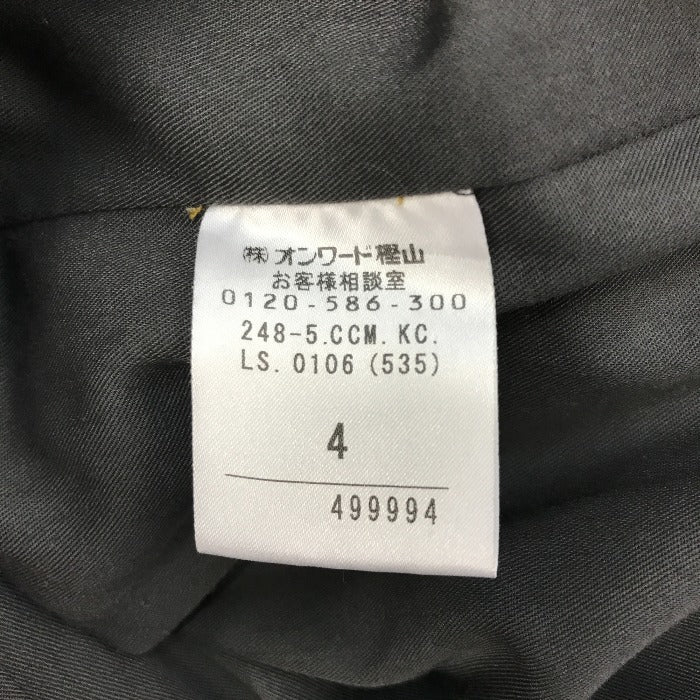 ㈱オンワード樫山
お客様相談室
0120-586-300
248-5.CCM.KC.
LS.0106(535)
4
499994